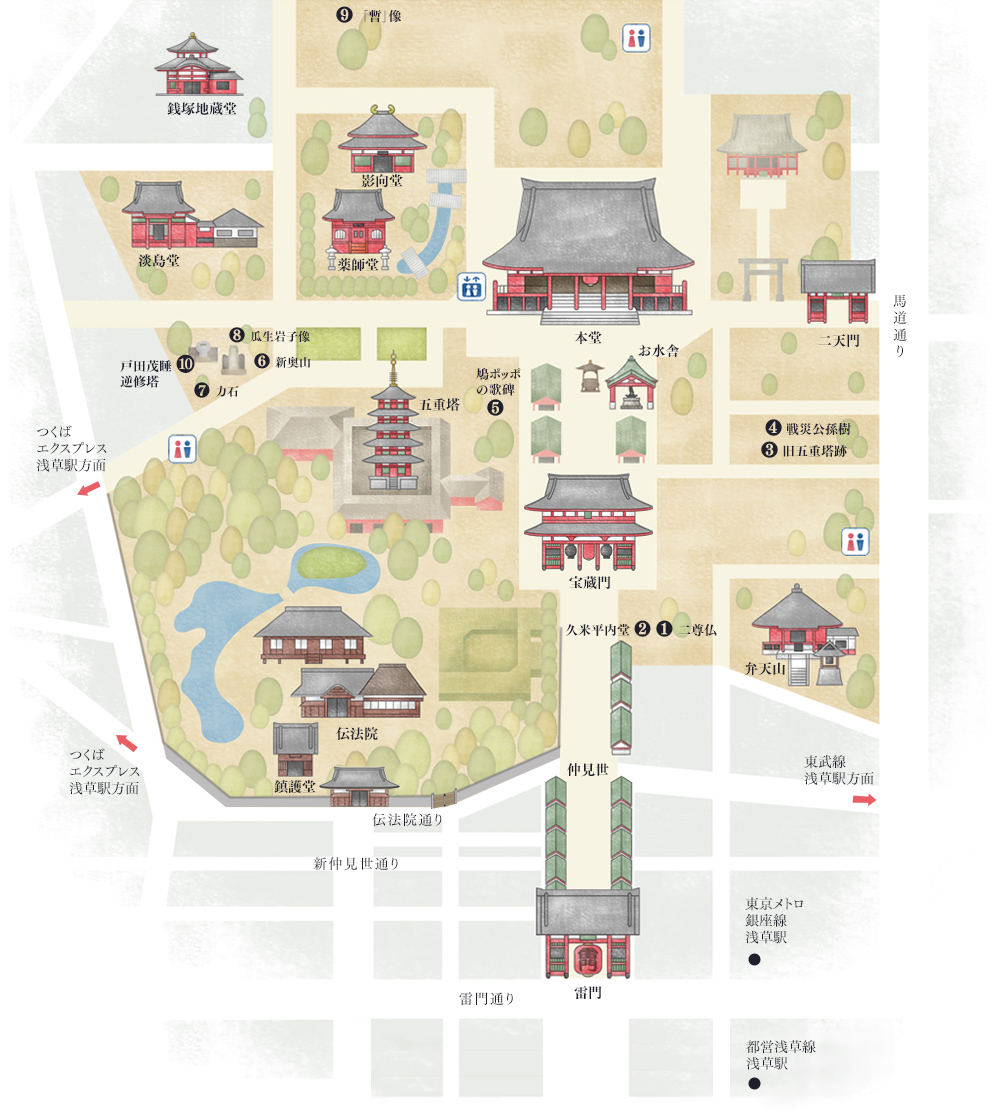 ❾ 「暫」像
銭塚地蔵堂
影向堂
薬師堂
淡島堂
本堂
二天門
馬道通り
❽ 瓜生岩子像
戸田茂睡 ❿
逆修塔
❻ 新奥山
❼ 力石
お水舎
鳩ポッポ
の歌碑
❺
五重塔
❹ 戦災公孫樹
❸ 旧五重塔跡
つくば
エクスプレス
浅草駅方面
宝蔵門
久米平内堂 ❷ ❶ 二尊仏
弁天山
伝法院
鎮護堂
つくば
エクスプレス
浅草駅方面
仲見世
東武線
浅草駅方面
伝法院通り
新仲見世通り
東京メトロ
銀座線
浅草駅
雷門
雷門通り
都営浅草線
浅草駅